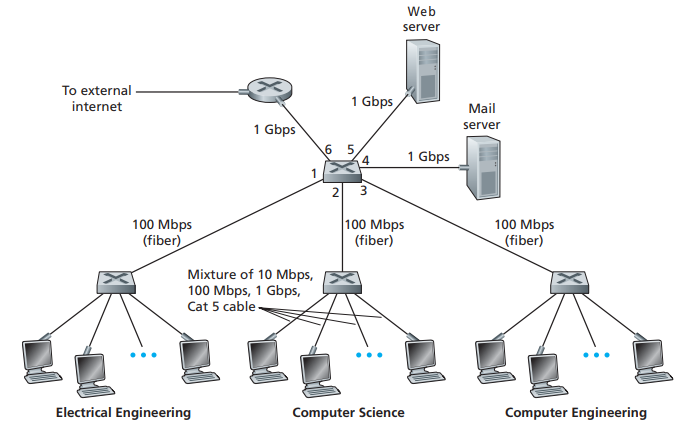 Web
server
To external
internet
1 Gbps
Mail
server
1 Gbps
6 5
4
1 Gbps
1
2 3
100 Mbps
(fiber)
100 Mbps
(fiber)
100 Mbps
(fiber)
Mixture of 10 Mbps,
100 Mbps, 1 Gbps,
Cat 5 cable
Electrical Engineering
Computer Science
Computer Engineering